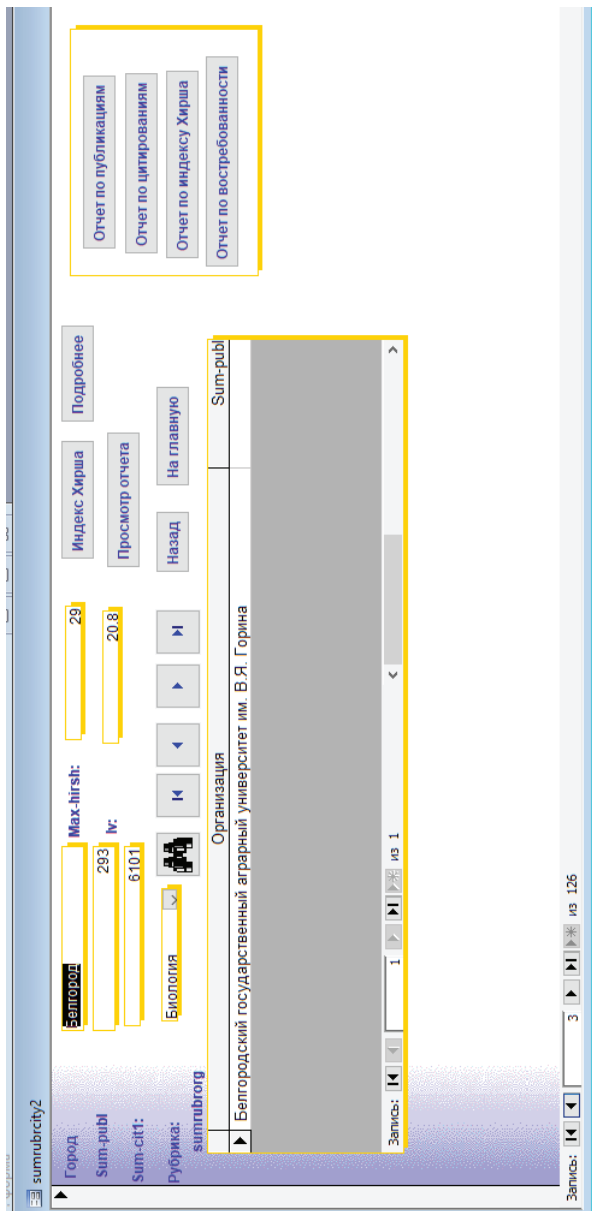 sumrubrcity2
Город
Белгород
Max-hirsh:
29
Индекс Хирша
Подробнее
Sum-publ
293
Iv:
20.8
Просмотр отчета
Sum-cit1:
6101
Рубрика:
Биология
Назад
На главную
Отчет по публикациям
Отчет по цитированиям
Отчет по индексу Хирша
Отчет по востребованности
sumrubrorg
Организация
Sum-publ
Белгородский государственный аграрный университет им. В.Я. Горина
Запись: 1 из 1
Запись: 3 из 126